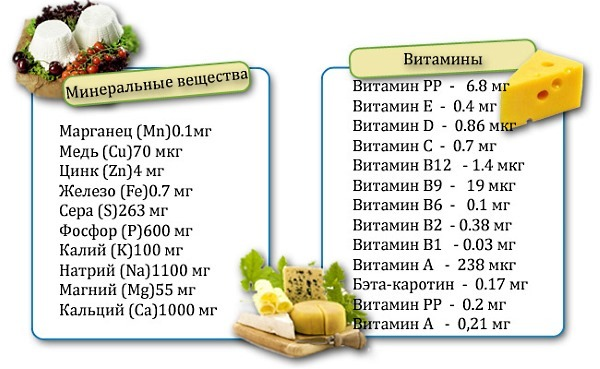 Минеральные вещества
Марганец (Mn)0.1мг
Медь (Cu)70 мкг
Цинк (Zn)4 мг
Железо (Fe)0.7 мг
Сера (S)263 мг
Фосфор (P)600 мг
Калий (К)100 мг
Натрий (Na)1100 мг
Магний (Mg)55 мг
Кальций (Ca)1000 мг
Витамины
Витамин PP - 6.8 мг
Витамин E - 0.4 мг
Витамин D - 0.86 мкг
Витамин C - 0.7 мг
Витамин B12 - 1.4 мкг
Витамин B9 - 19 мкг
Витамин B6 - 0.1 мг
Витамин B2 - 0.38 мг
Витамин B1 - 0.03 мг
Витамин A - 238 мкг
Бэта-каротин - 0.17 мг
Витамин PP - 0.2 мг
Витамин A - 0,21 мг